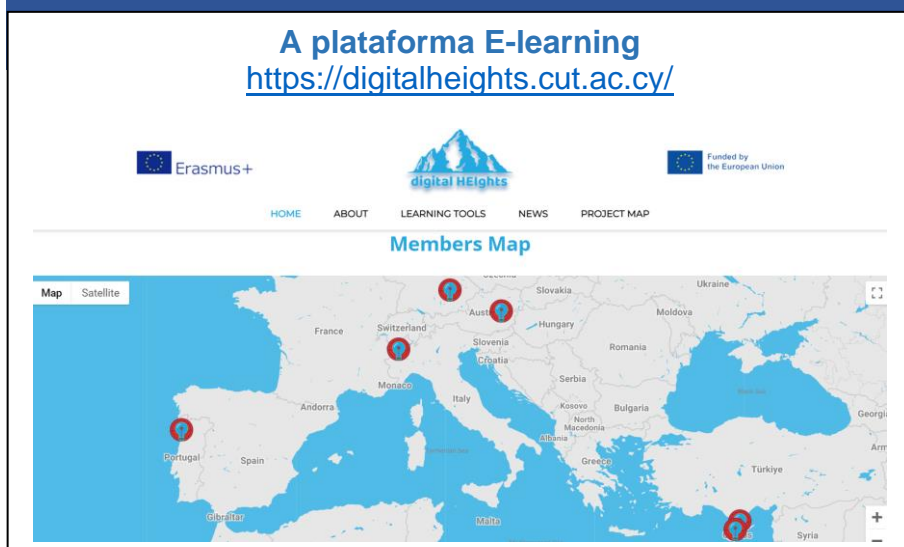 A plataforma E-learning
https://digitalheights.cut.ac.cy/
Erasmus+
digital HEIghts
Funded by
the European Union
HOME ABOUT LEARNING TOOLS NEWS PROJECT MAP
Members Map
Map Satellite
Slovakia
Ukraine
Moldova
France
Switzerland
Hungary
Slovenia
Croatia
Romania
Monaco
Italy
Serbia
Andorra
Kosovo
Bulgaria
North
Macedonia
Albania
Portugal
Spain
Greece
Türkiye
Gibraltar
Malta
Syria